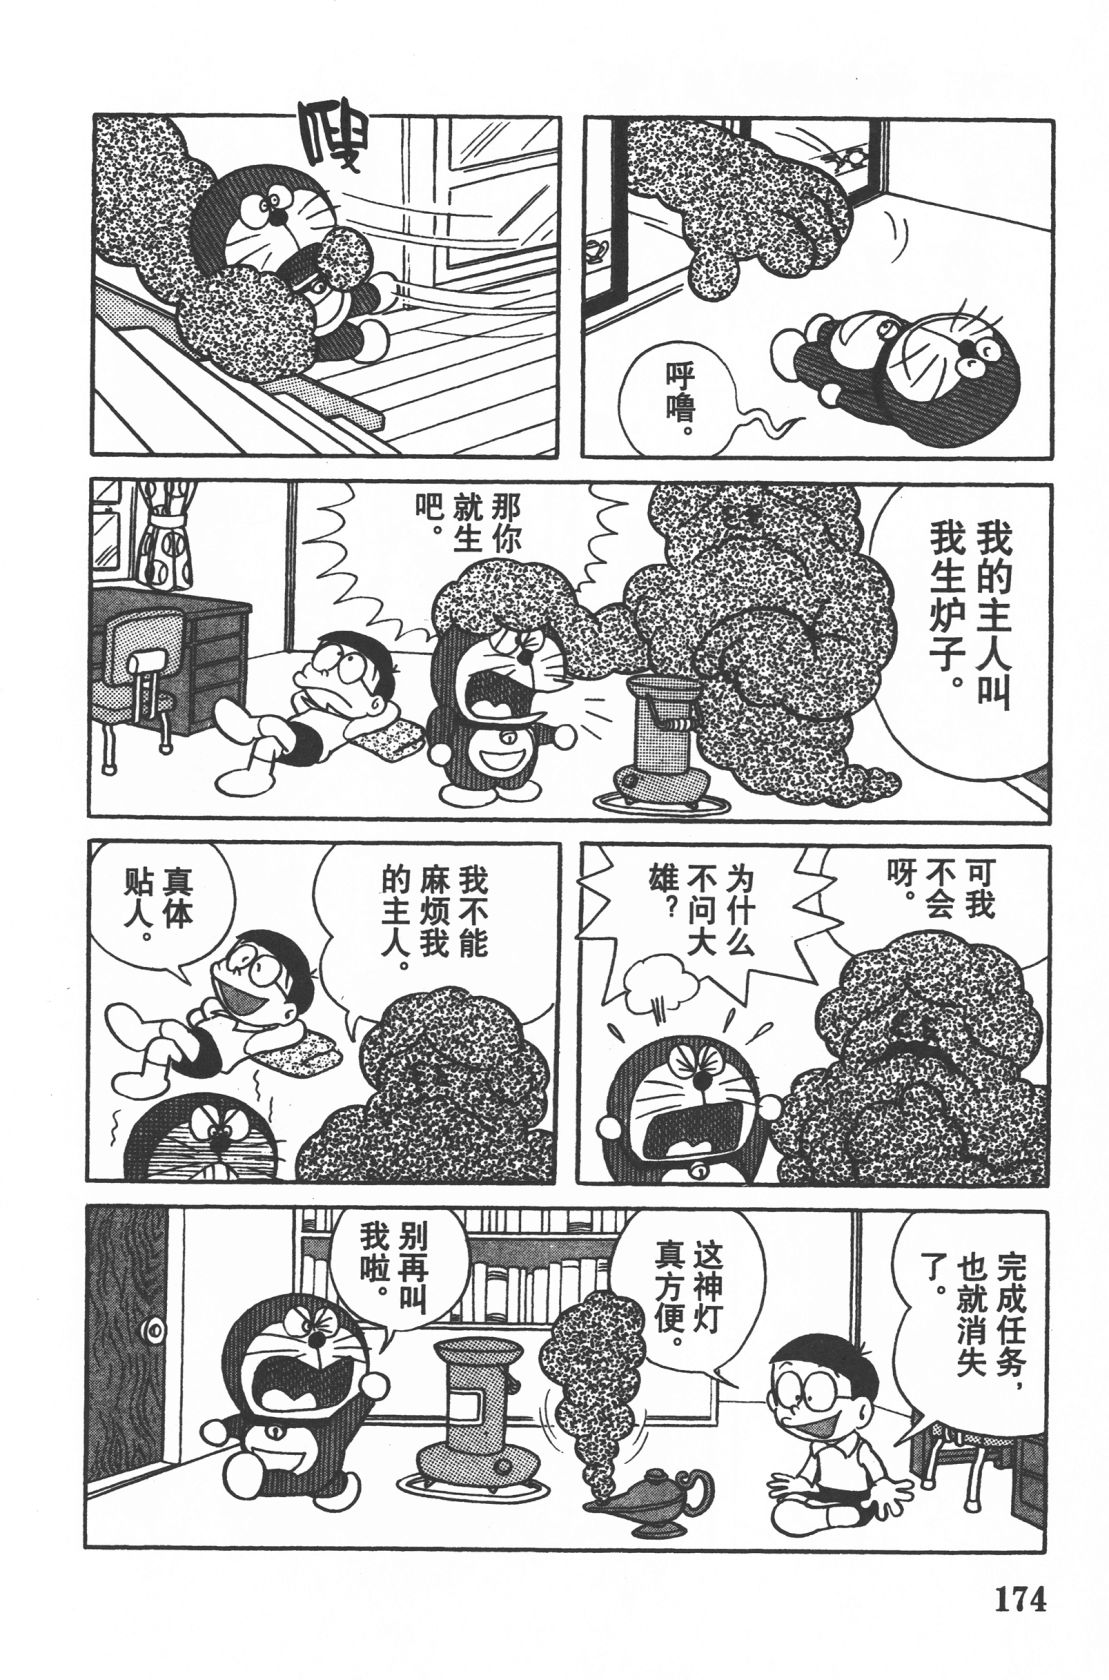 呼噜。
嗖
我的主人叫
我生炉子。
那你
就生
吧。
可我
不会
呀。
为什么
不问大
雄？
我不能
麻烦我
的主人。
真体
贴人。
完成任务，
也就消失
了。
这神灯
真方便。
别再叫
我啦。
174